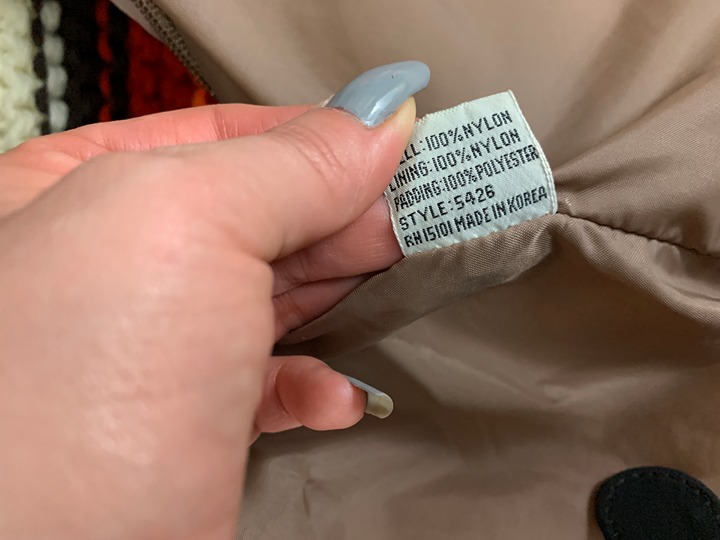 ELL:100%NYLON
LINING:100%NYLON
PADDING:100%POLYESTER
STYLE:5426
RN15101 MADE IN KOREA